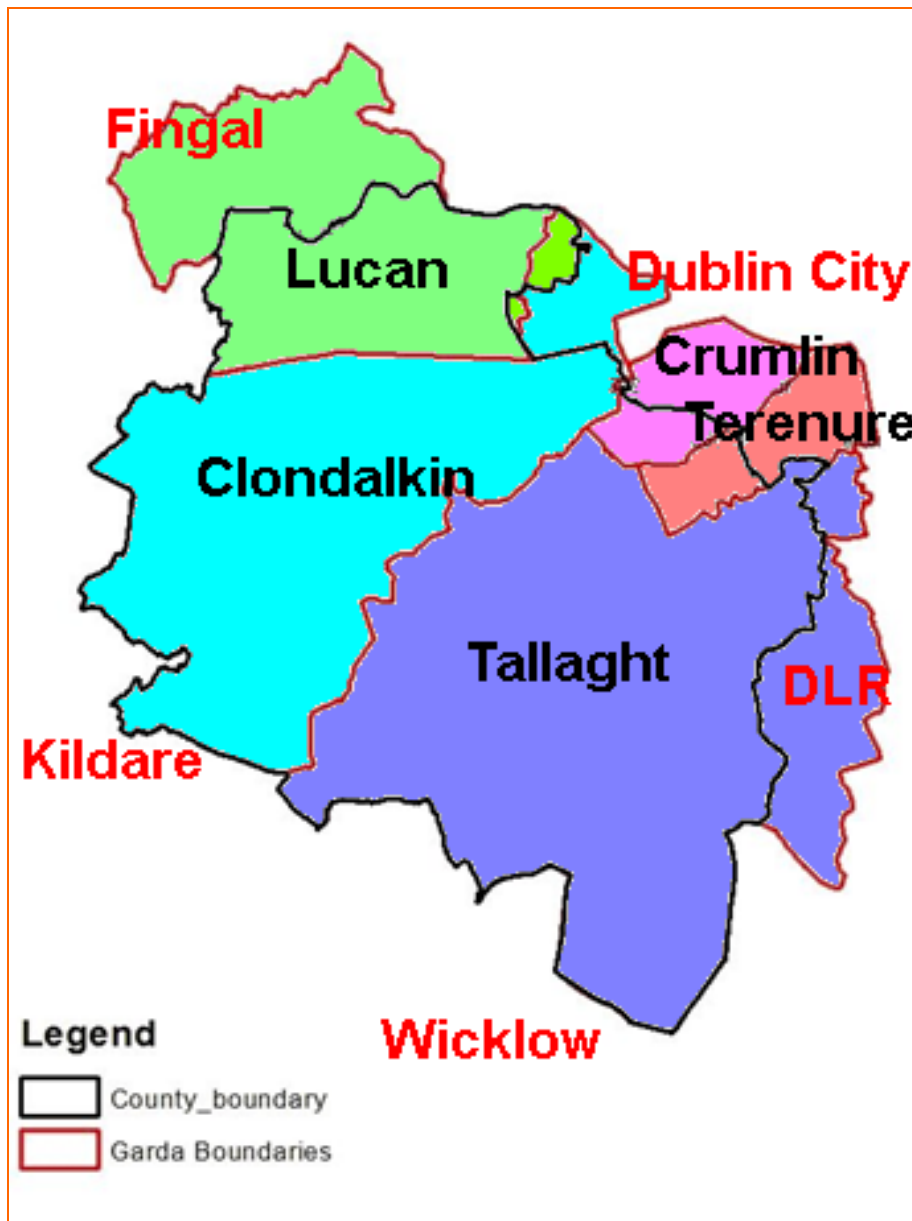 Fingal
Lucan
Dublin City
Crumlin
Terenure
Clondalkin
Tallaght
DLR
Kildare
Wicklow
Legend
County_boundary
Garda Boundaries